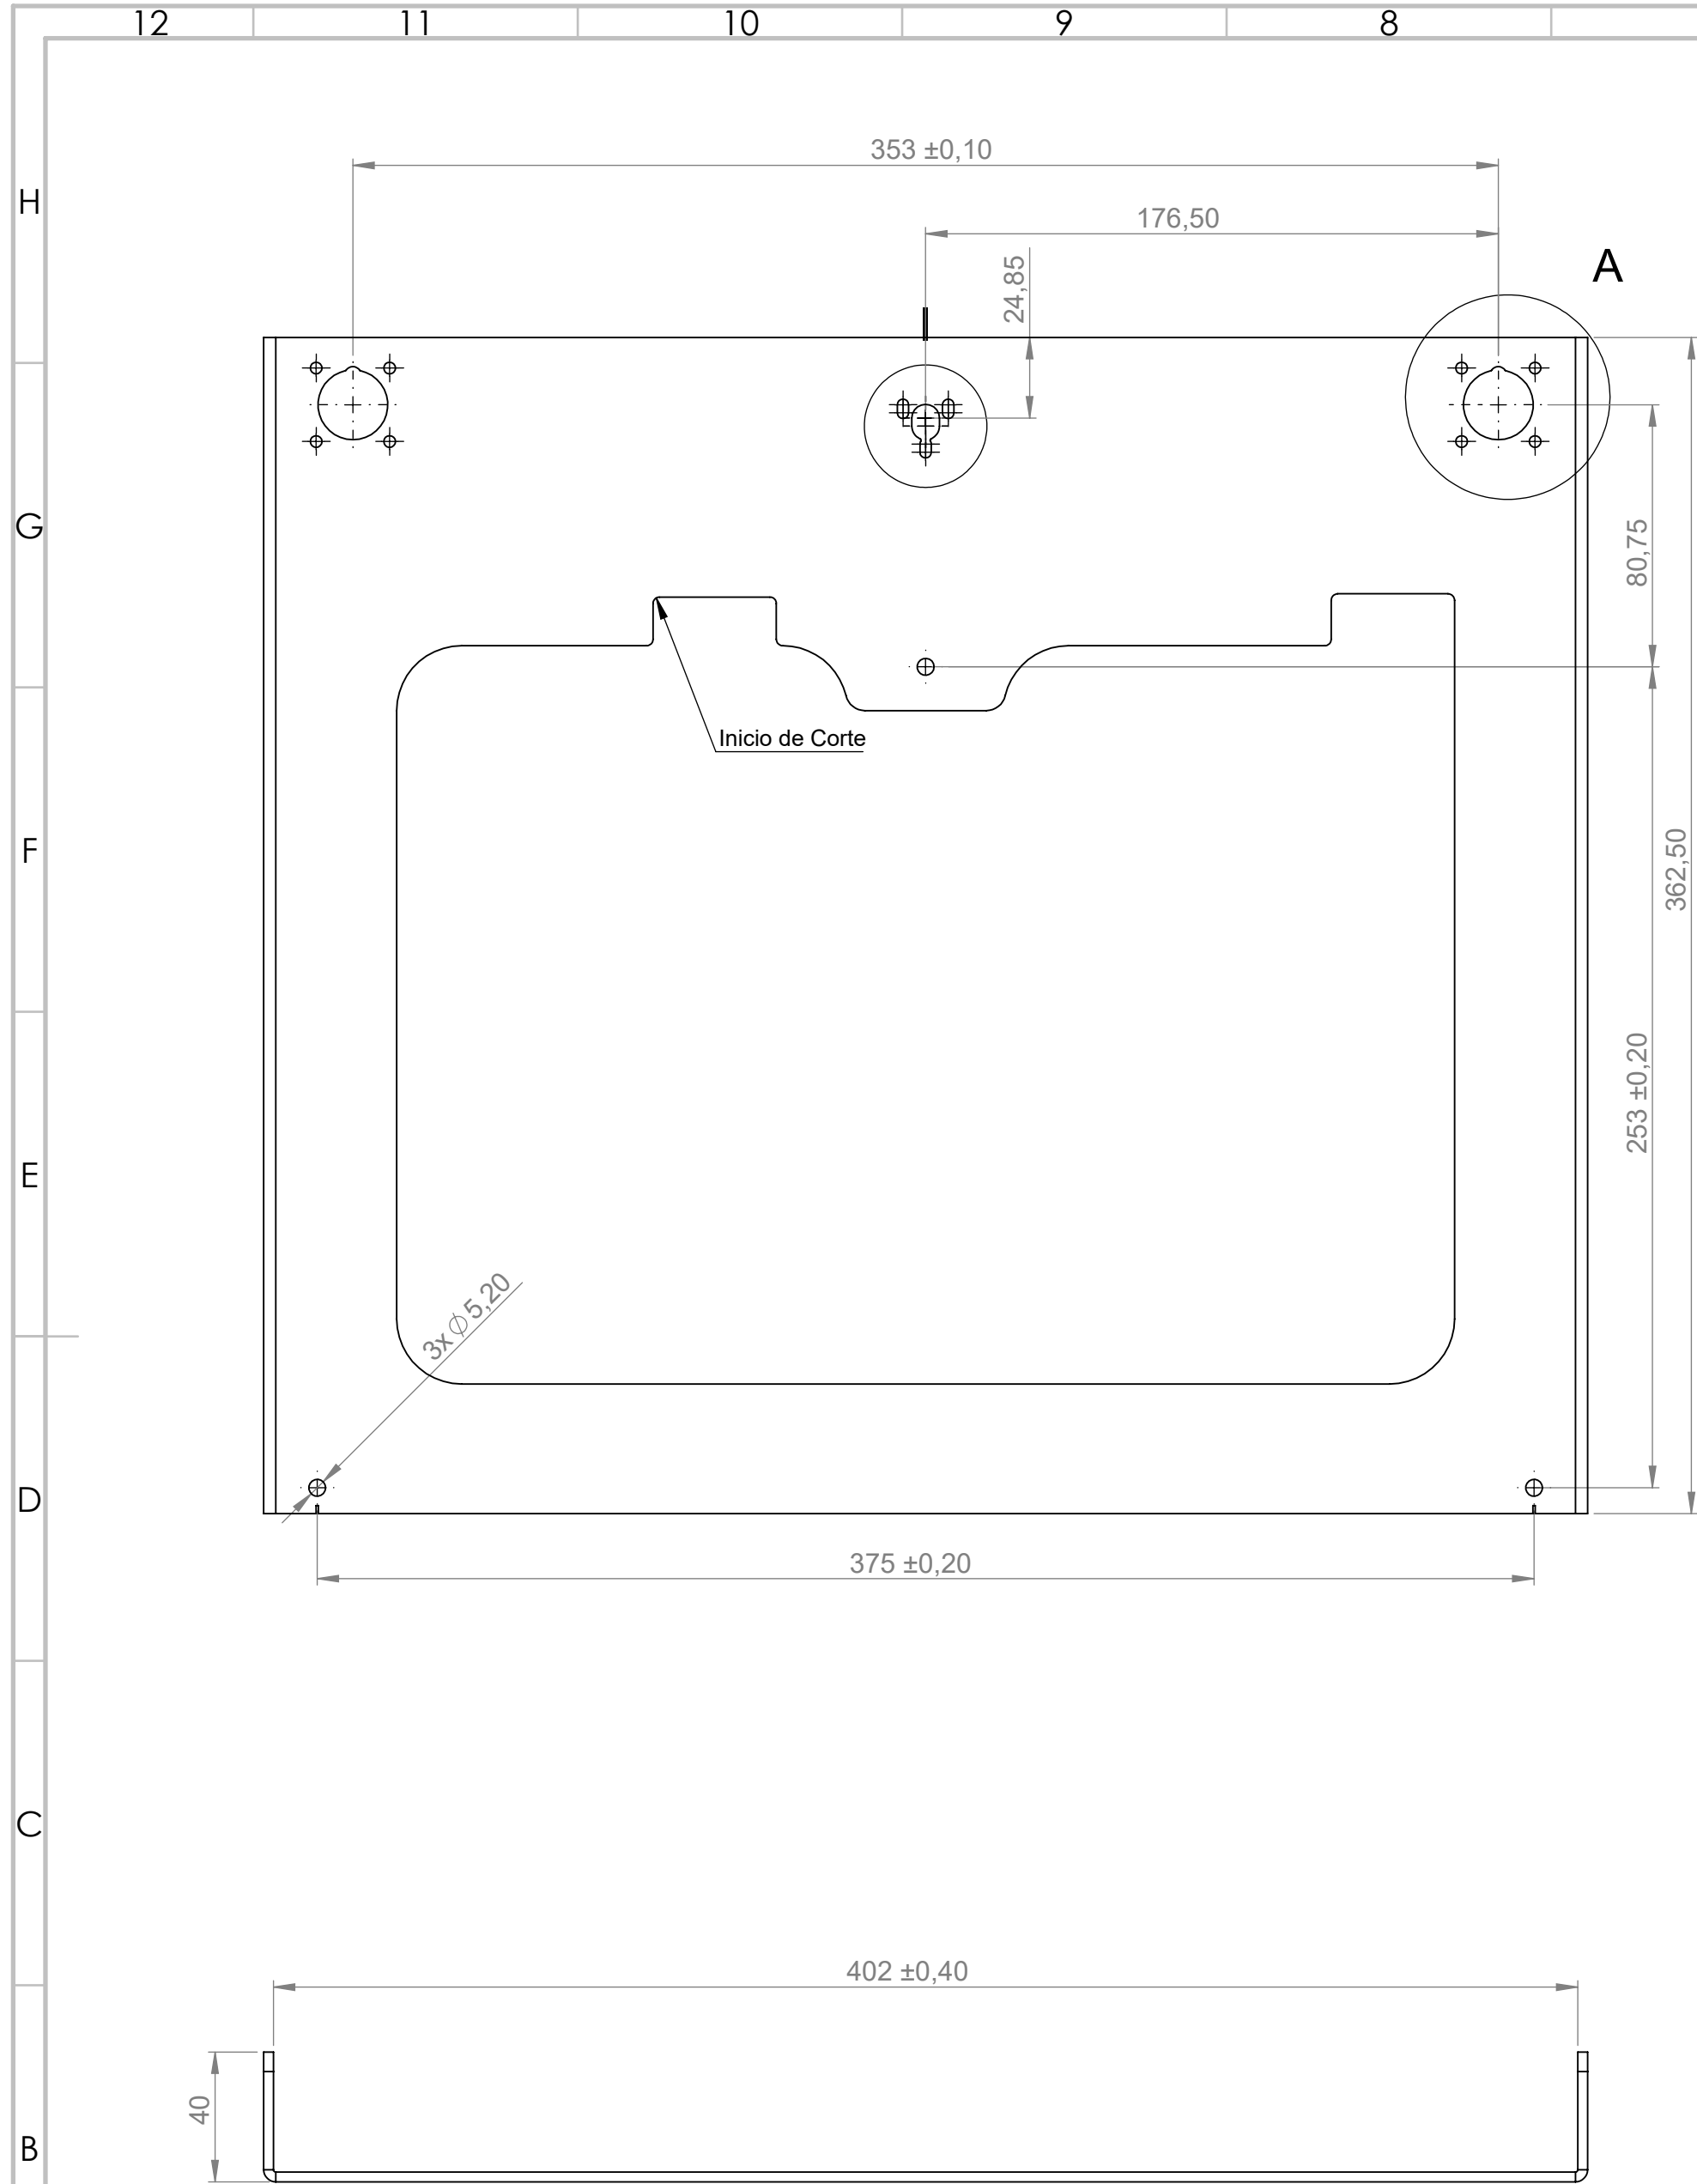 12 11 10 9 8
353 ±0,10
H
176,50
24,85
A
G
80,75
Inicio de Corte
F
362,50
253 ±0,20
E
3x ⌀ 5,20
D
375 ±0,20
C
402 ±0,40
40
B